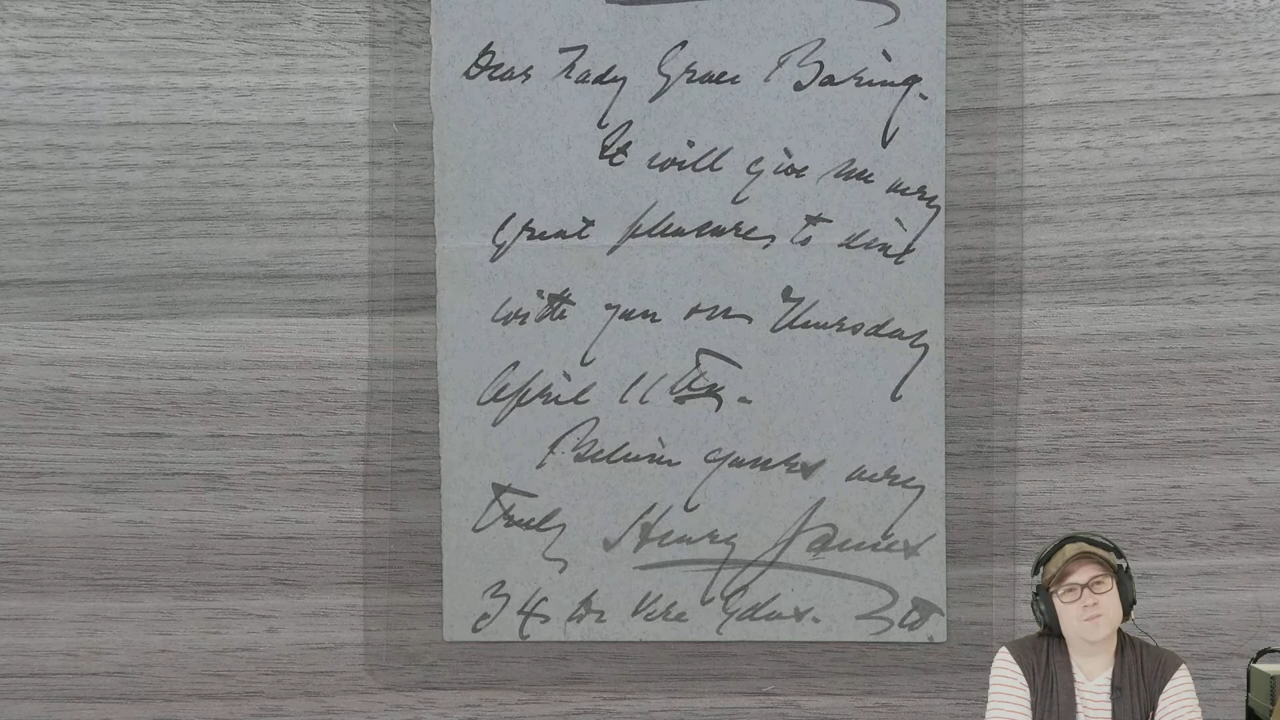 Dear Lady Grace Baring.
It will give me very
great pleasure, to dine
with you on Thursday
April 11th.
Believe yours very
truly Henry James
34 De Vere Gdns.